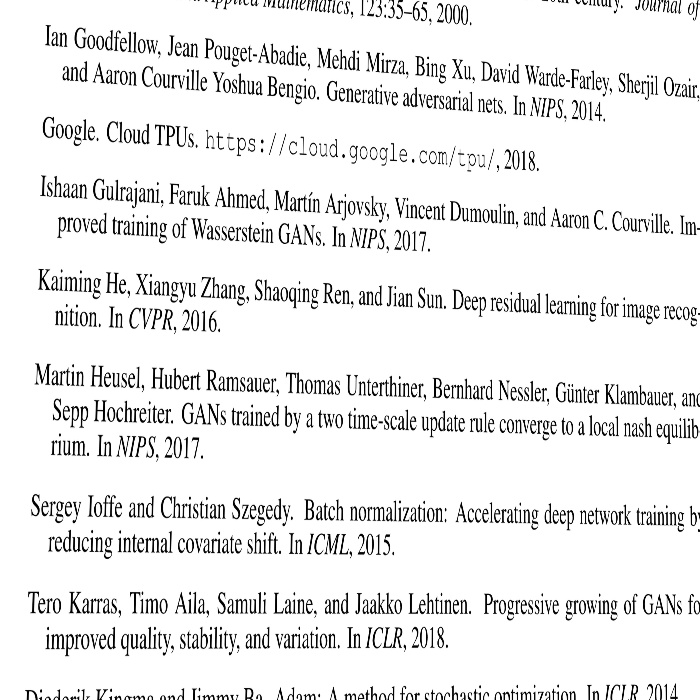 Applied Mathematics, 123:35–65, 2000.
Journal of
Ian Goodfellow, Jean Pouget-Abadie, Mehdi Mirza, Bing Xu, David Warde-Farley, Sherjil Ozair,
and Aaron Courville Yoshua Bengio. Generative adversarial nets. In NIPS, 2014.
Google. Cloud TPUs. https://cloud.google.com/tpu/, 2018.
Ishaan Gulrajani, Faruk Ahmed, Martín Arjovsky, Vincent Dumoulin, and Aaron C. Courville. Im-
proved training of Wasserstein GANs. In NIPS, 2017.
Kaiming He, Xiangyu Zhang, Shaoqing Ren, and Jian Sun. Deep residual learning for image recog-
nition. In CVPR, 2016.
Martin Heusel, Hubert Ramsauer, Thomas Unterthiner, Bernhard Nessler, Günter Klambauer, and
Sepp Hochreiter. GANs trained by a two time-scale update rule converge to a local nash equilib
rium. In NIPS, 2017.
Sergey Ioffe and Christian Szegedy. Batch normalization: Accelerating deep network training by
reducing internal covariate shift. In ICML, 2015.
Tero Karras, Timo Aila, Samuli Laine, and Jaakko Lehtinen. Progressive growing of GANs fo
improved quality, stability, and variation. In ICLR, 2018.
Diederik Kingma and Jimmy Ba. Adam: A method for stochastic optimization. In ICLR, 2014